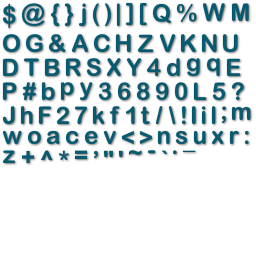 $@{}j()|][Q%WM
OG&ACHZVKNU
DTBRSXY4dgqE
P#bpy36890L5?
JhF27kf1t/\!lil;m
woacev<>nsuxr:
z+^*=,"'~-`._